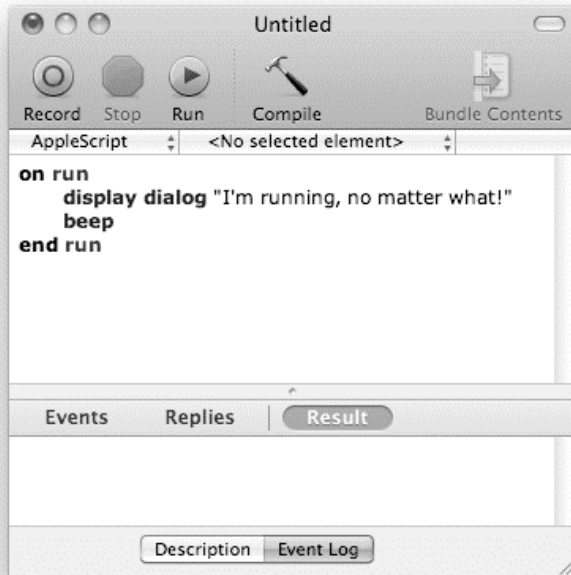 Untitled
Record Stop Run Compile Bundle Contents
AppleScript <No selected element>
on run
display dialog "I'm running, no matter what!"
beep
end run
Events Replies Result
Description Event Log